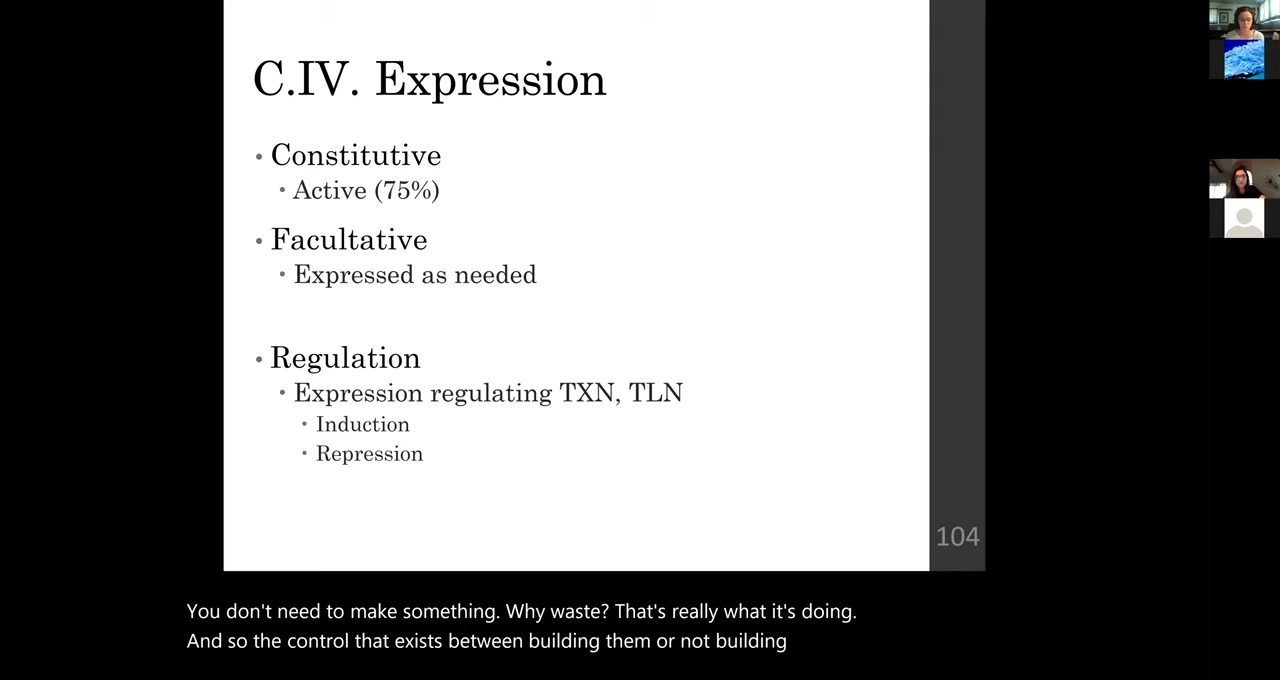 C.IV. Expression
• Constitutive
• Active (75%)
• Facultative
• Expressed as needed
• Regulation
• Expression regulating TXN, TLN
• Induction
• Repression
104
You don't need to make something. Why waste? That's really what it's doing.
And so the control that exists between building them or not building